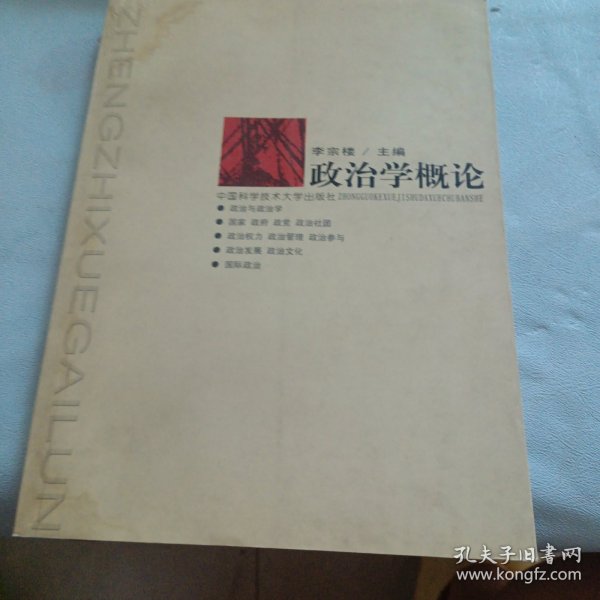 ZHENGZHIXUEGAILUN
李宗楼 / 主编
政治学概论
中国科学技术大学出版社 ZHONGGUOKEXUEJISHUDAXUECHUBANSHE
● 政治与政治学
● 国家 政府 政党 政治社团
● 政治权力 政治管理 政治参与
● 政治发展 政治文化
● 国际政治
孔夫子旧书网
www.kongfz.com